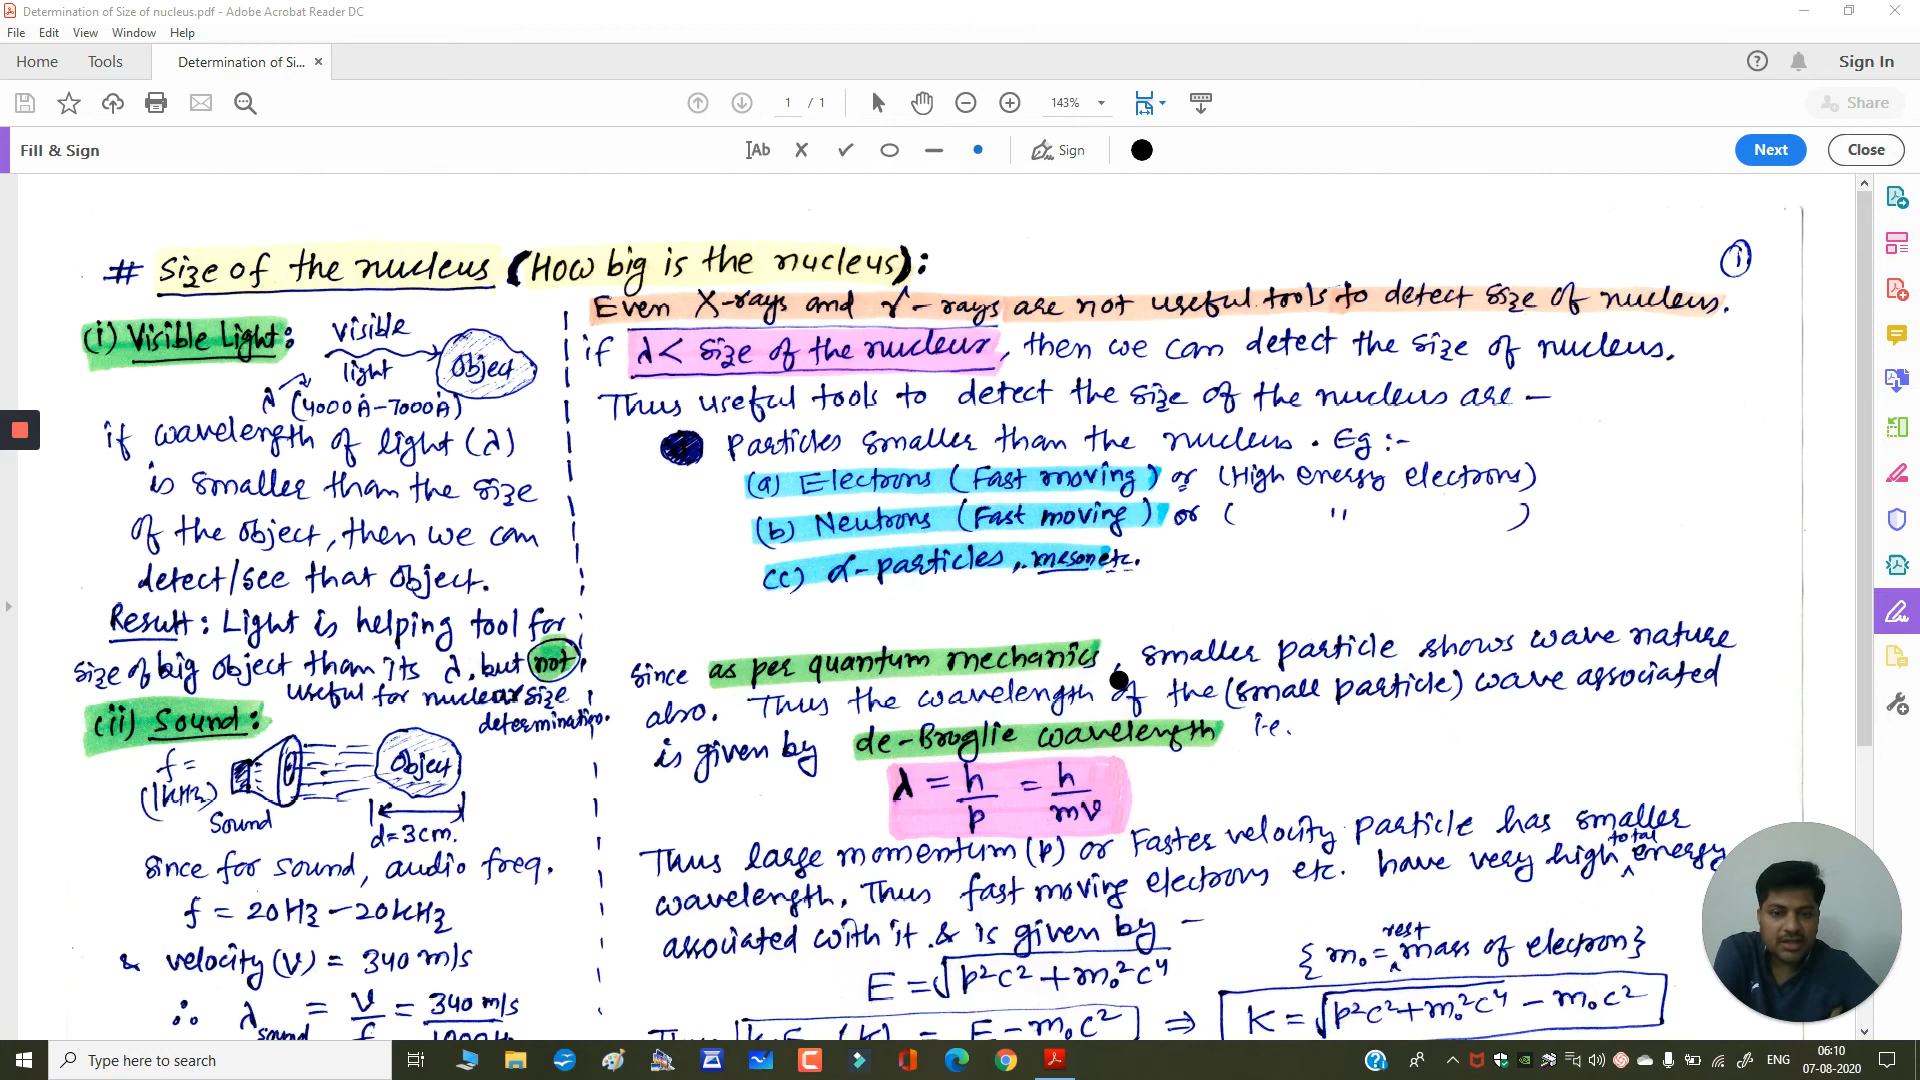 Determination of Size of nucleus.pdf - Adobe Acrobat Reader DC
File Edit View Window Help
Home Tools Determination of Si... × Sign In
1 / 1 143% Share
Fill & Sign Ab Sign Next Close
# Size of the nucleus (How big is the nucleus):
①
(i) Visible Light:
visible
light
object
λ (4000Å-7000Å)
if wavelength of light (λ)
is smaller than the size
of the object, then we can
detect/see that object.
Result: Light is helping tool for
size of big object than its λ, but not
useful for nuclear size
determination.
(ii) Sound:
f =
(1kHz)
Sound
object
d=3cm.
since for sound, audio freq.
f = 20Hz - 20kHz
& velocity (v) = 340 m/s
∴ λsound = v/f = 340 m/s
Even X-rays and γ-rays are not useful tools to detect size of nucleus.
if λ < size of the nucleus, then we can detect the size of nucleus.
Thus useful tools to detect the size of the nucleus are -
particles smaller than the nucleus. Eg :-
(a) Electrons (Fast moving) or (High energy electrons)
(b) Neutrons (Fast moving) or ( " )
(c) α-particles, meson etc.
since as per quantum mechanics, smaller particle shows wave nature
also. Thus the wavelength of the (small particle) wave associated
is given by de-Broglie wavelength i.e.
λ = h/p = h/mv
Thus large momentum (p) or Faster velocity particle has smaller
wavelength. Thus fast moving electrons etc. have very high total energy
associated with it & is given by -
{ m₀ = rest mass of electron}
E = √p²c² + m₀²c⁴
K.E. (K) = E - m₀c² ⇒ K = √p²c² + m₀²c⁴ - m₀c²
Type here to search
ENG
06:10
07-08-2020